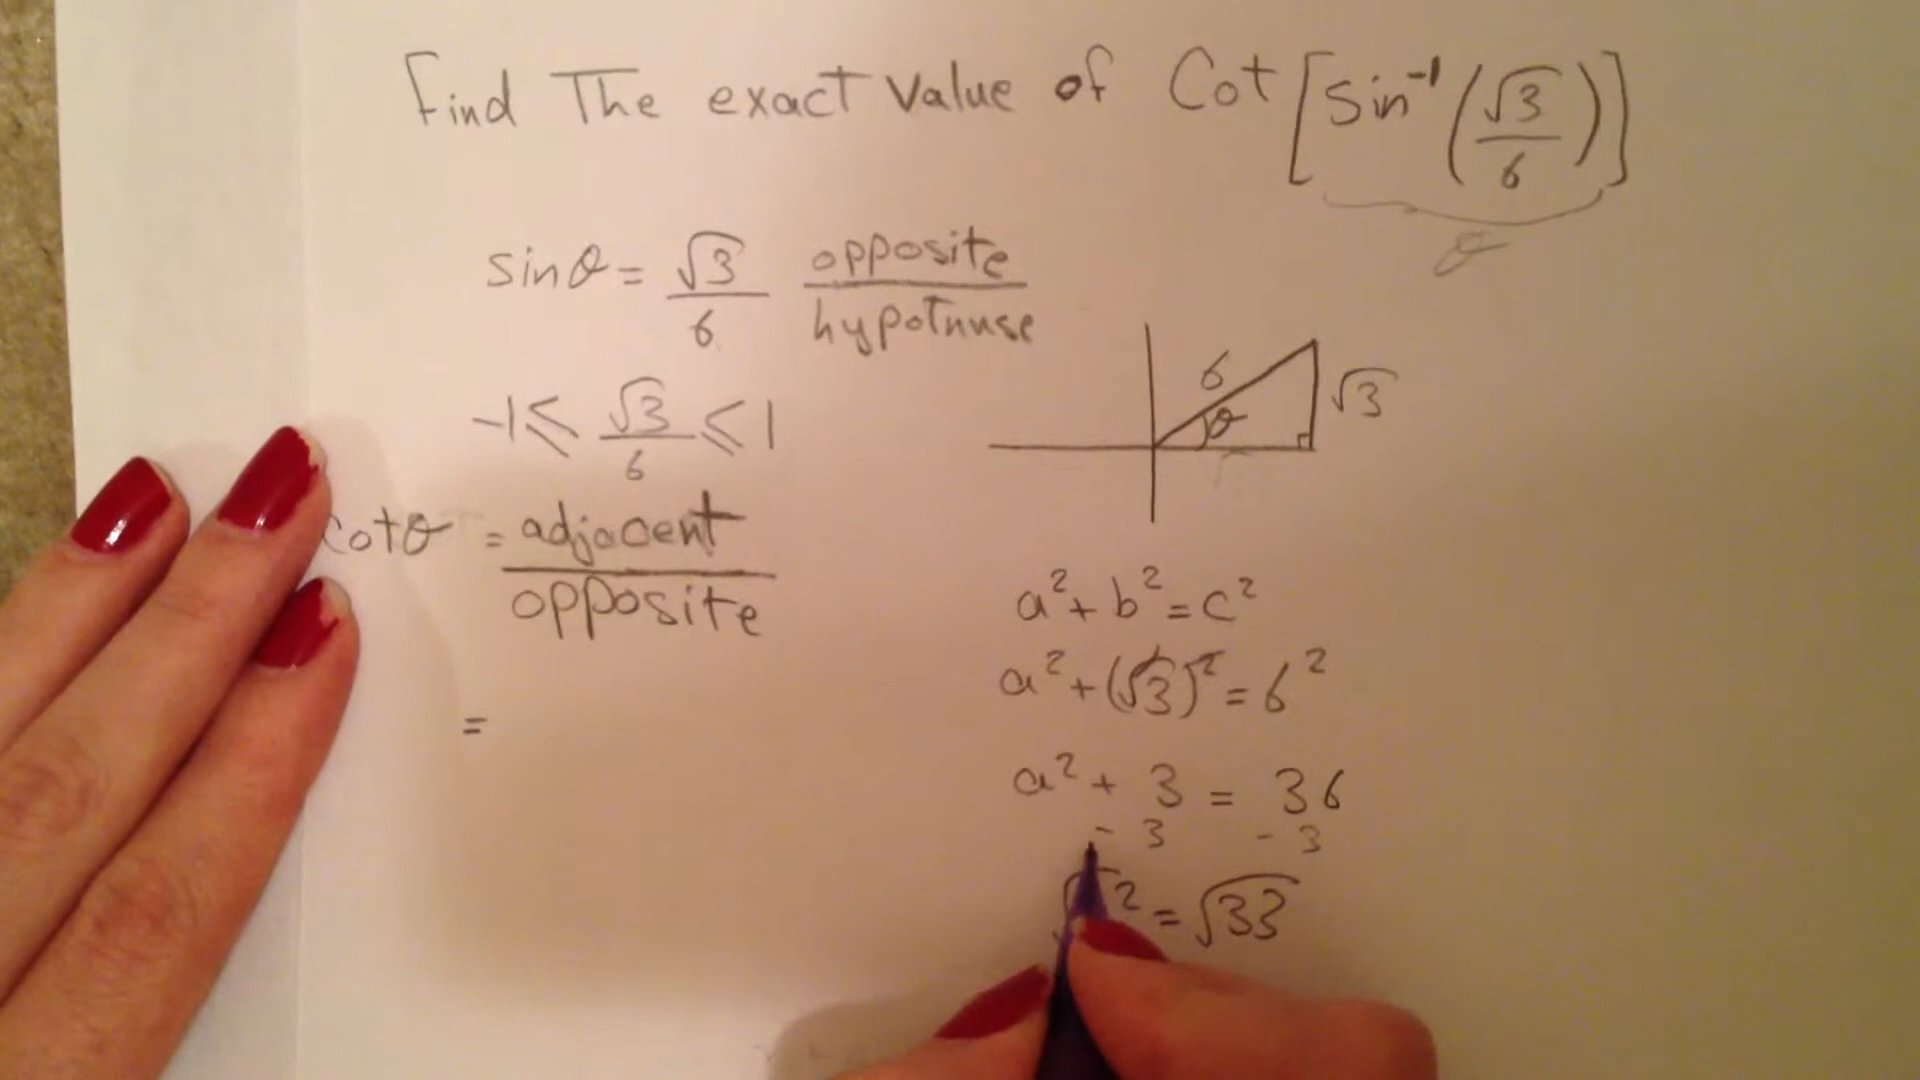 Find The exact Value of Cot [Sin⁻¹(√3/6)]
θ
sinθ = √3/6 opposite/hypotnuse
6 θ √3
-1 ≤ √3/6 ≤ 1
Cotθ = adjacent/opposite
a² + b² = c²
a² + (√3)² = 6²
=
a² + 3 = 36
- 3 - 3
² = √33